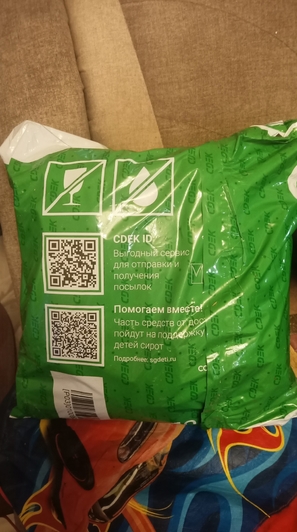 CDEK ID
Выгодный сервис
для отправки и
получения
посылок
Помогаем вместе!
Часть средств от
пойдут на поддержку
детей сирот
Подробнее: sgdeti.ru
CDEK